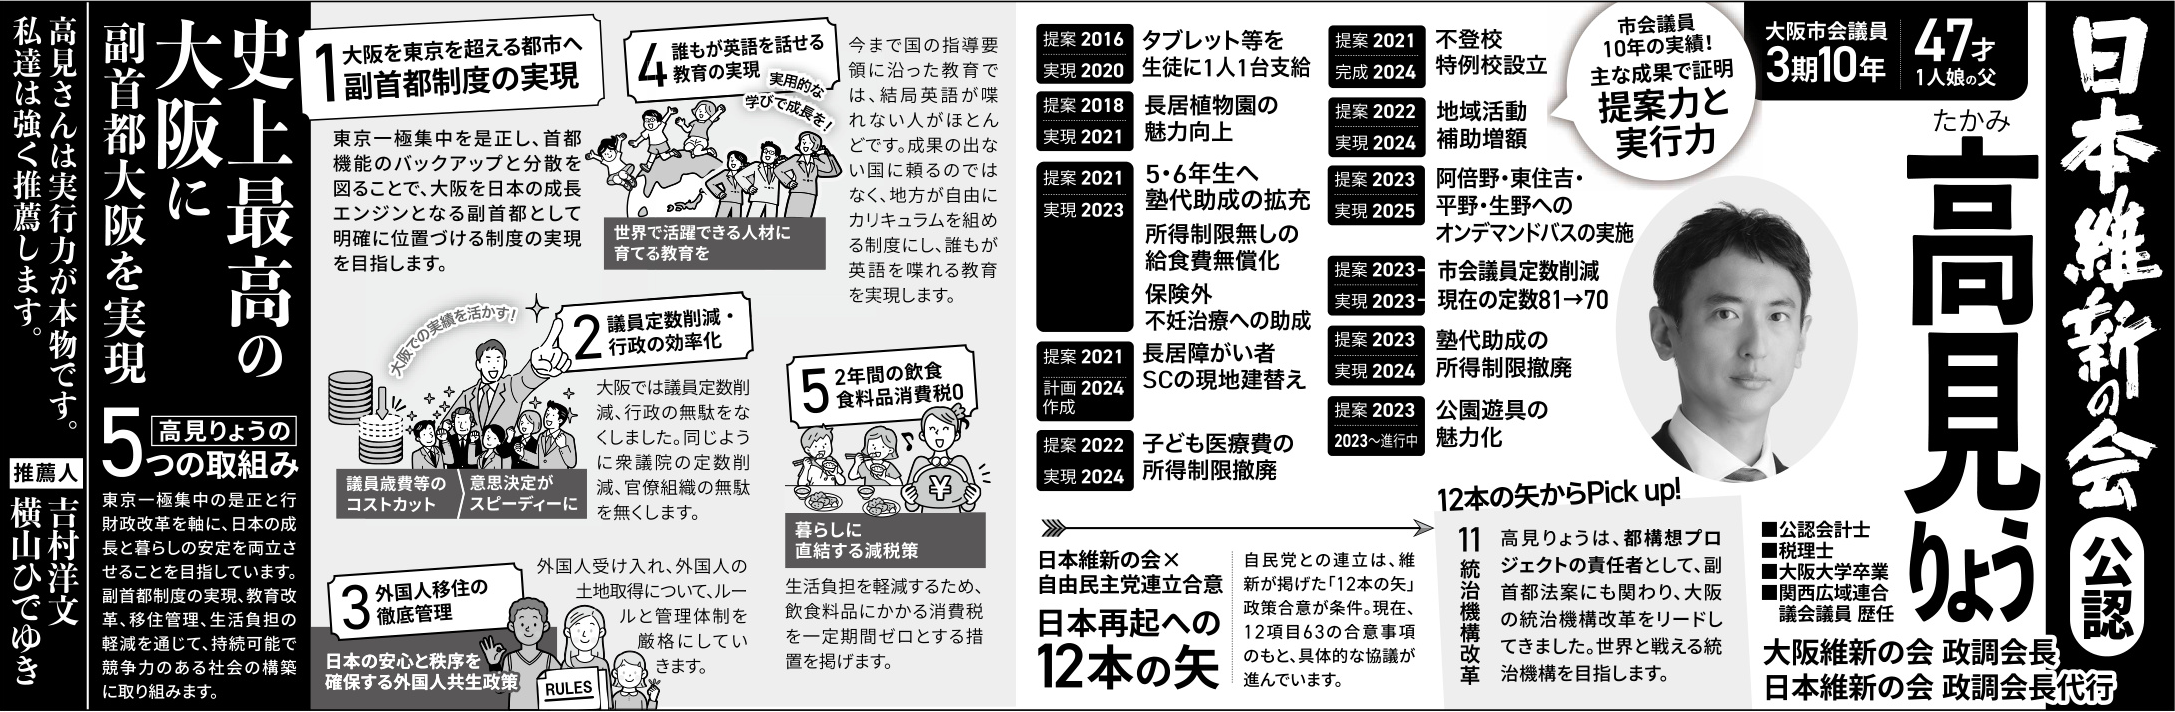 日本維新の会
公認
47才
1人娘の父
大阪市会議員
3期10年
たかみ
高見りょう
■公認会計士
■税理士
■大阪大学卒業
■関西広域連合
議会議員 歴任
大阪維新の会 政調会長
日本維新の会 政調会長代行
市会議員
10年の実績!
主な成果で証明
提案力と
実行力
提案 2016
実現 2020
タブレット等を
生徒に1人1台支給
提案 2018
実現 2021
長居植物園の
魅力向上
提案 2021
実現 2023
5・6年生へ
塾代助成の拡充
所得制限無しの
給食費無償化
保険外
不妊治療への助成
提案 2021
計画
作成 2024
長居障がい者
SCの現地建替え
提案 2022
実現 2024
子ども医療費の
所得制限撤廃
提案 2021
完成 2024
不登校
特例校設立
提案 2022
実現 2024
地域活動
補助増額
提案 2023
実現 2025
阿倍野・東住吉・
平野・生野への
オンデマンドバスの実施
提案 2023-
実現 2023-
市会議員定数削減
現在の定数81→70
提案 2023
実現 2024
塾代助成の
所得制限撤廃
提案 2023
2023~進行中
公園遊具の
魅力化
日本維新の会×
自由民主党連立合意
日本再起への
12本の矢
自民党との連立は、維
新が掲げた「12本の矢」
政策合意が条件。現在、
12項目63の合意事項
のもと、具体的な協議が
進んでいます。
12本の矢からPick up!
11
統治機構改革
高見りょうは、都構想プロ
ジェクトの責任者として、副
首都法案にも関わり、大阪
の統治機構改革をリードし
てきました。世界と戦える統
治機構を目指します。
史上最高の
大阪に
副首都大阪を実現
高見りょうの
5つの取組み
東京一極集中の是正と行
財政改革を軸に、日本の成
長と暮らしの安定を両立さ
せることを目指しています。
副首都制度の実現、教育改
革、移住管理、生活負担の
軽減を通じて、持続可能で
競争力のある社会の構築
に取り組みます。
1
大阪を東京を超える都市へ
副首都制度の実現
東京一極集中を是正し、首都
機能のバックアップと分散を
図ることで、大阪を日本の成長
エンジンとなる副首都として
明確に位置づける制度の実現
を目指します。
大阪での実績を活かす!
2
議員定数削減・
行政の効率化
議員歳費等の
コストカット
意思決定が
スピーディーに
大阪では議員定数削
減、行政の無駄をな
くしました。同じよう
に衆議院の定数削
減、官僚組織の無駄
を無くします。
3
外国人移住の
徹底管理
日本の安心と秩序を
確保する外国人共生政策
RULES
外国人受け入れ、外国人の
土地取得について、ルー
ルと管理体制を
厳格にしてい
きます。
4
誰もが英語を話せる
教育の実現
実用的な
学びで成長を!
世界で活躍できる人材に
育てる教育を
今まで国の指導要
領に沿った教育で
は、結局英語が喋
れない人がほとん
どです。成果の出な
い国に頼るのでは
なく、地方が自由に
カリキュラムを組め
る制度にし、誰もが
英語を喋れる教育
を実現します。
5
2年間の飲食
食料品消費税0
¥
暮らしに
直結する減税策
生活負担を軽減するため、
飲食料品にかかる消費税
を一定期間ゼロとする措
置を掲げます。
高見さんは実行力が本物です。
私達は強く推薦します。
推薦人
吉村洋文
横山ひでゆき